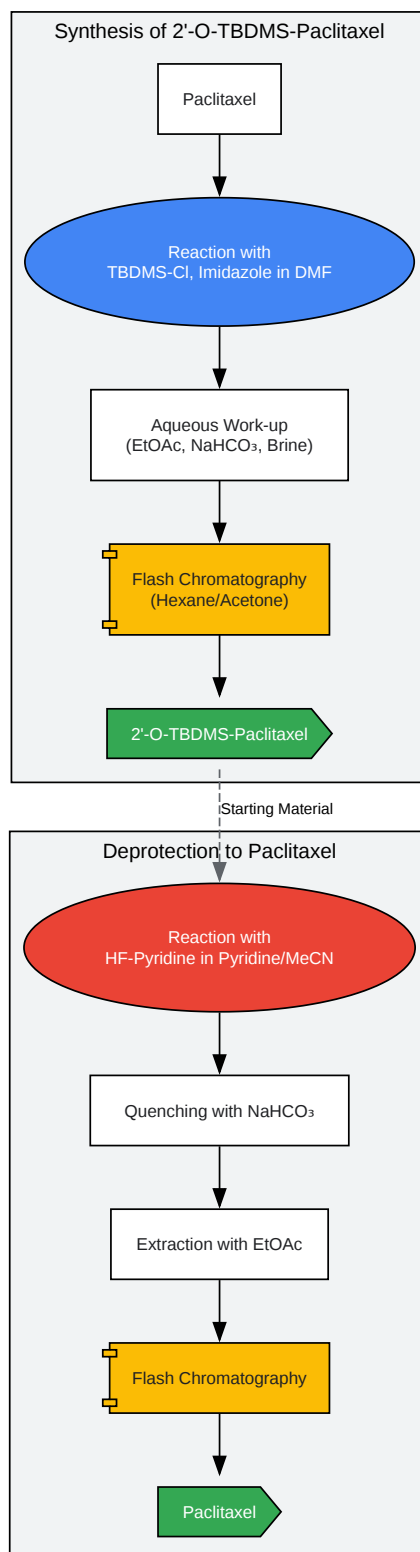 Synthesis of 2'-O-TBDMS-Paclitaxel
Paclitaxel
Reaction with
TBDMS-Cl, Imidazole in DMF
Aqueous Work-up
(EtOAc, NaHCO₃, Brine)
Flash Chromatography
(Hexane/Acetone)
2'-O-TBDMS-Paclitaxel
Starting Material
Deprotection to Paclitaxel
Reaction with
HF-Pyridine in Pyridine/MeCN
Quenching with NaHCO₃
Extraction with EtOAc
Flash Chromatography
Paclitaxel